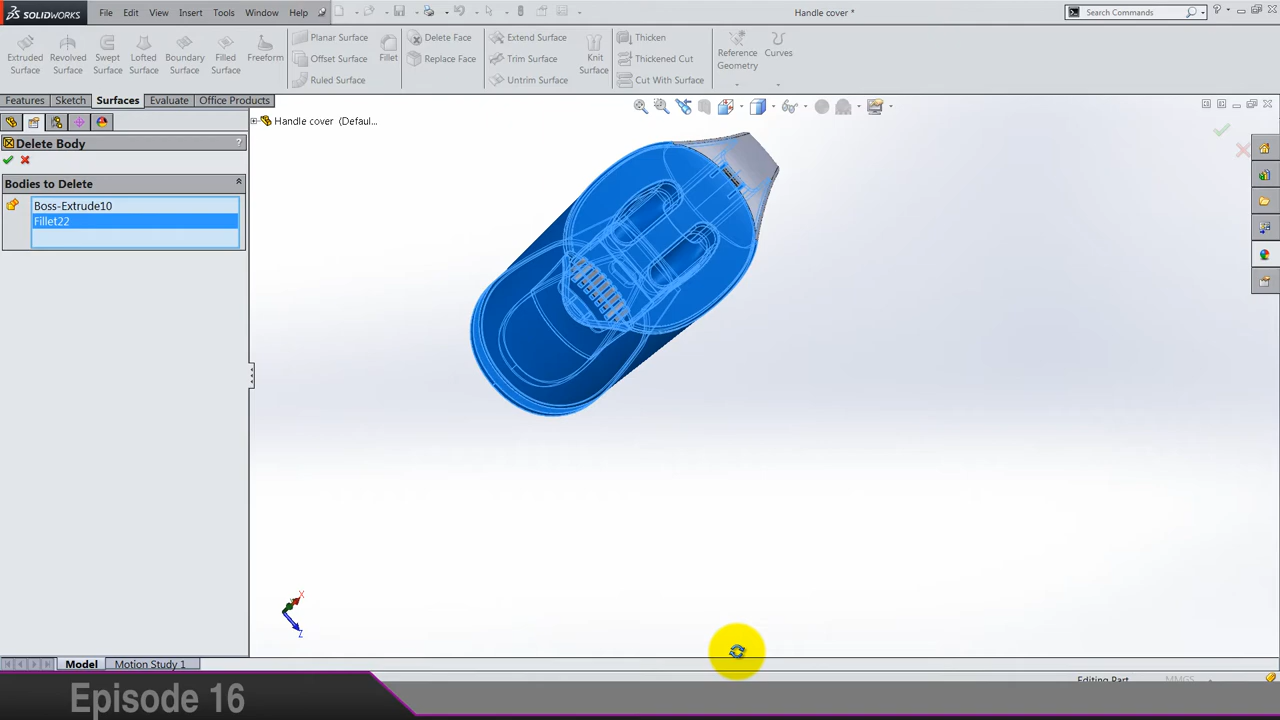 SOLIDWORKS File Edit View Insert Tools Window Help Handle cover * Search Commands
Extruded Surface
Revolved Surface
Swept Surface
Lofted Surface
Boundary Surface
Filled Surface
Freeform
Planar Surface
Offset Surface
Ruled Surface
Fillet
Delete Face
Replace Face
Extend Surface
Trim Surface
Untrim Surface
Knit Surface
Thicken
Thickened Cut
Cut With Surface
Reference Geometry
Curves
Features Sketch Surfaces Evaluate Office Products
Handle cover (Defaul...
Delete Body ?
Bodies to Delete
Boss-Extrude10
Fillet22
X
Z
Model Motion Study 1
Editing Part MMGS
Episode 16